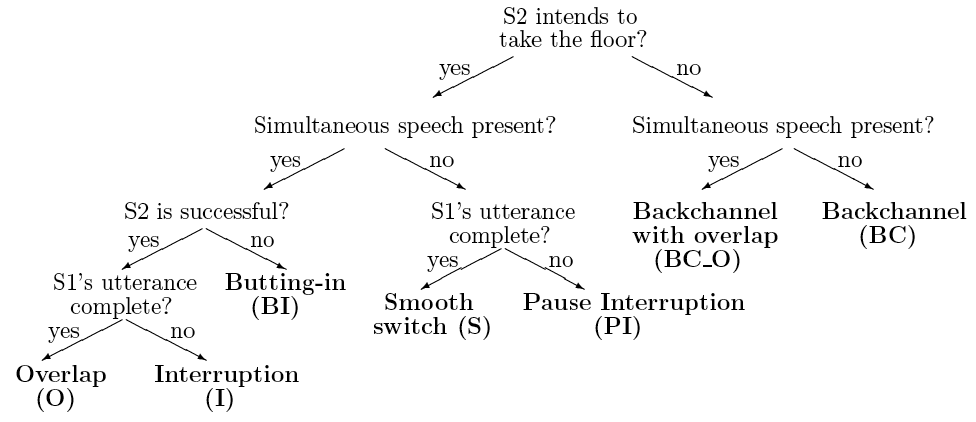 S2 intends to
take the floor?
yes
no
Simultaneous speech present?
Simultaneous speech present?
yes
no
yes
no
S2 is successful?
S1's utterance
complete?
Backchannel
with overlap
(BC_O)
Backchannel
(BC)
yes
no
yes
no
S1's utterance
complete?
Butting-in
(BI)
Smooth
switch (S)
Pause Interruption
(PI)
yes
no
Overlap
(O)
Interruption
(I)